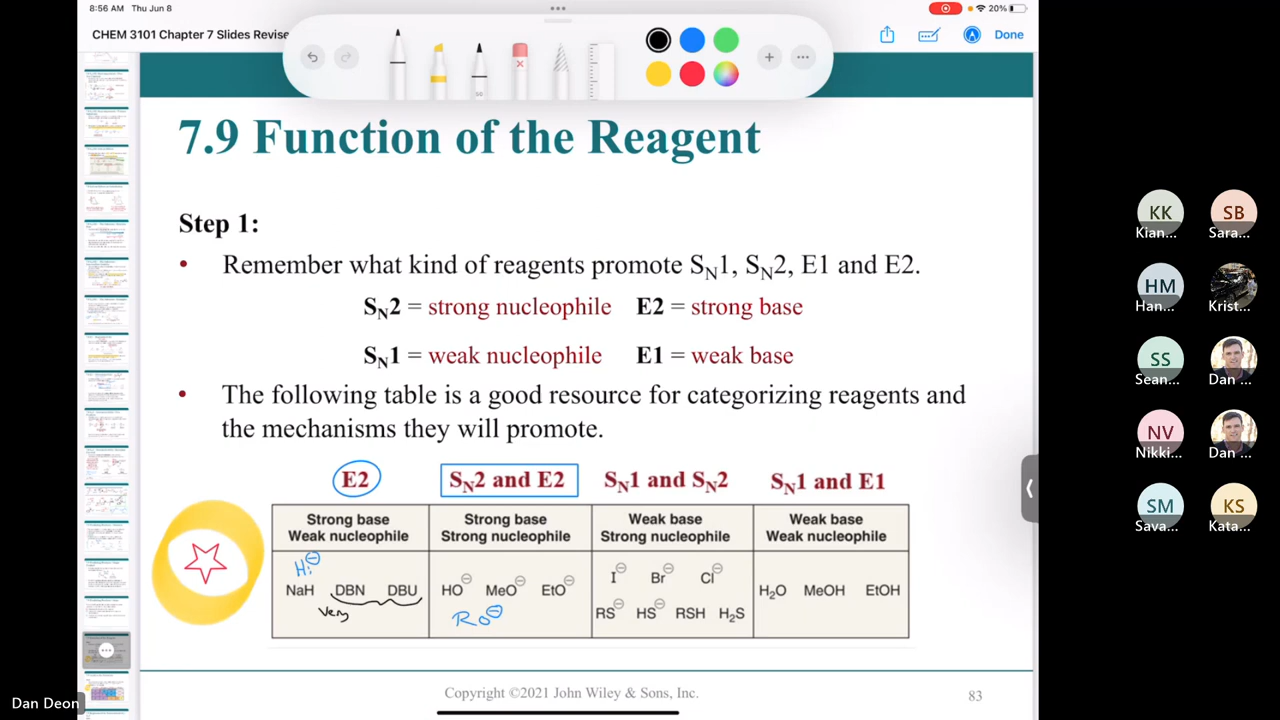 8:56 AM Thu Jun 8
20%
CHEM 3101 Chapter 7 Slides Revise
50
Done
7.9 Function of the Reagent
Step 1:
• Remember what kind of reagents promote SN1, SN2, E1 and E2.
SN2 = strong nucleophile E2 = strong base
SN1 = weak nucleophile E1 = weak base
• The following table is a good resource for categorizing reagents and
the mechanisms they will promote.
E2 SN2 and E2 SN1 and SN2 SN1 and E1
Strong base Strong base Weak base Weak base
Weak nucleophile Strong nucleophile Strong nucleophile Weak nucleophile
H:⊖
NaH DBN DBU HO⊖ MeO⊖ EtO⊖ I⊖ Br⊖ Cl⊖ H2O MeOH EtOH
Very RO⊖ RS⊖ HS⊖ RSH H2S
Copyright ©2021 John Wiley & Sons, Inc. 83
Dan Deon
KK SB
Kian... Sara...
HM
Han... Krist...
SS
Sean... Dan ...
NV
Nikki... Dan ...
SM KS
Sava... Kata...